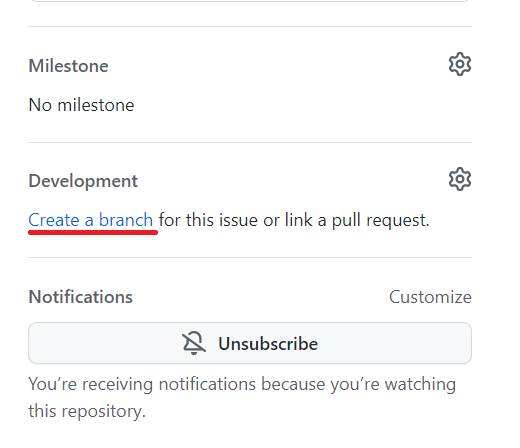 Milestone
No milestone
Development
Create a branch for this issue or link a pull request.
Notifications Customize
Unsubscribe
You’re receiving notifications because you’re watching
this repository.